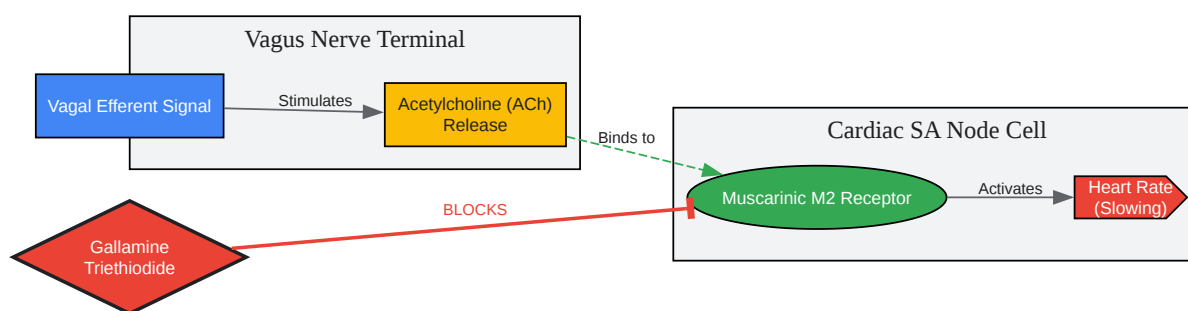 Vagus Nerve Terminal
Vagal Efferent Signal
Stimulates
Acetylcholine (ACh)
Release
Binds to
Cardiac SA Node Cell
Muscarinic M2 Receptor
Activates
Heart Rate
(Slowing)
BLOCKS
Gallamine
Triethiodide